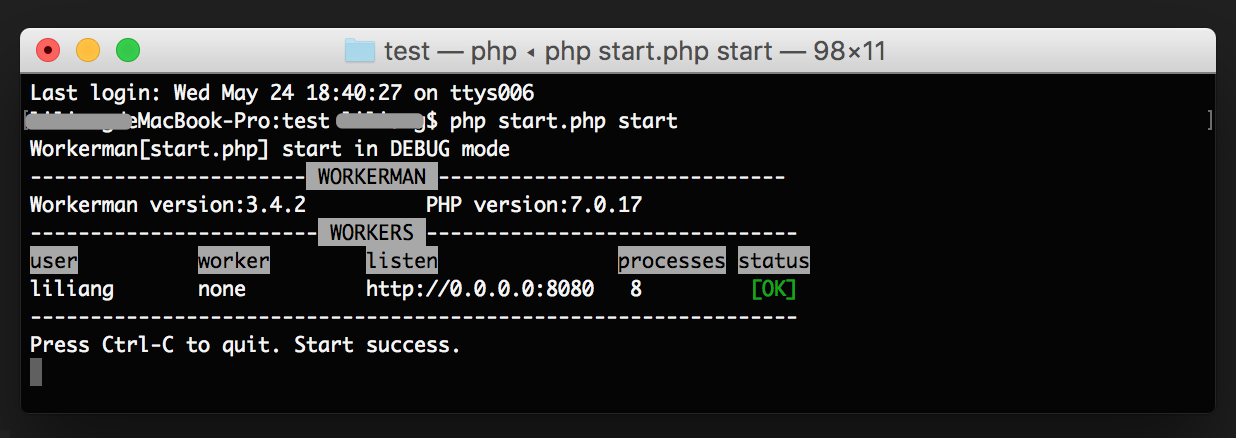 test — php ◂ php start.php start — 98×11
Last login: Wed May 24 18:40:27 on ttys006
eMacBook-Pro:test $ php start.php start
Workerman[start.php] start in DEBUG mode
----------------------- WORKERMAN -----------------------------
Workerman version:3.4.2          PHP version:7.0.17
------------------------ WORKERS -------------------------------
user          worker        listen               processes status
liliang       none          http://0.0.0.0:8080   8         [OK]
----------------------------------------------------------------
Press Ctrl-C to quit. Start success.